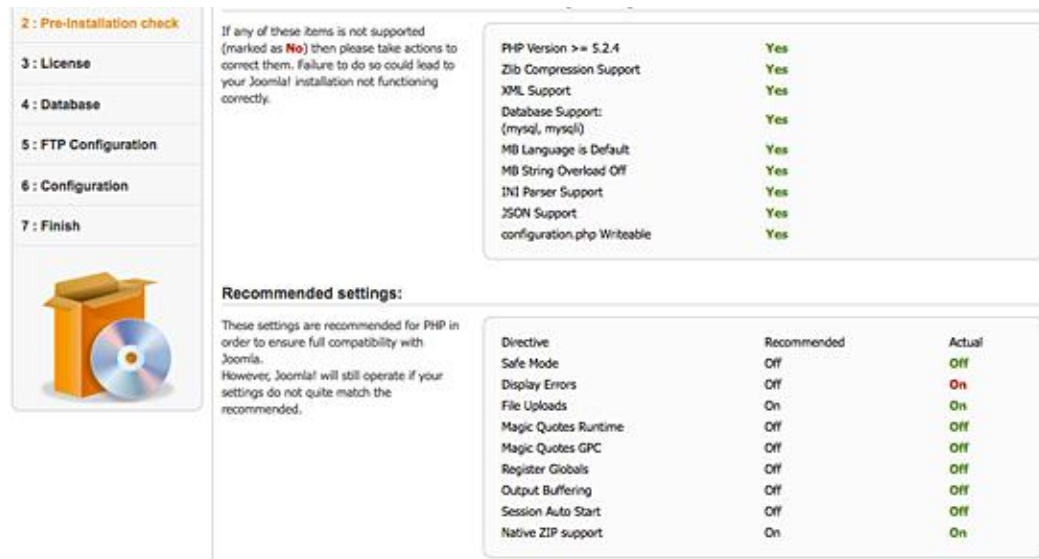 2 : Pre-Installation check
3 : License
4 : Database
5 : FTP Configuration
6 : Configuration
7 : Finish
If any of these items is not supported
(marked as No) then please take actions to
correct them. Failure to do so could lead to
your Joomla! installation not functioning
correctly.
PHP Version >= 5.2.4 Yes
Zlib Compression Support Yes
XML Support Yes
Database Support:
(mysql, mysqli) Yes
MB Language is Default Yes
MB String Overload Off Yes
INI Parser Support Yes
JSON Support Yes
configuration.php Writeable Yes
Recommended settings:
These settings are recommended for PHP in
order to ensure full compatibility with
Joomla.
However, Joomla! will still operate if your
settings do not quite match the
recommended.
Directive Recommended Actual
Safe Mode Off Off
Display Errors Off On
File Uploads On On
Magic Quotes Runtime Off Off
Magic Quotes GPC Off Off
Register Globals Off Off
Output Buffering Off Off
Session Auto Start Off Off
Native ZIP support On On